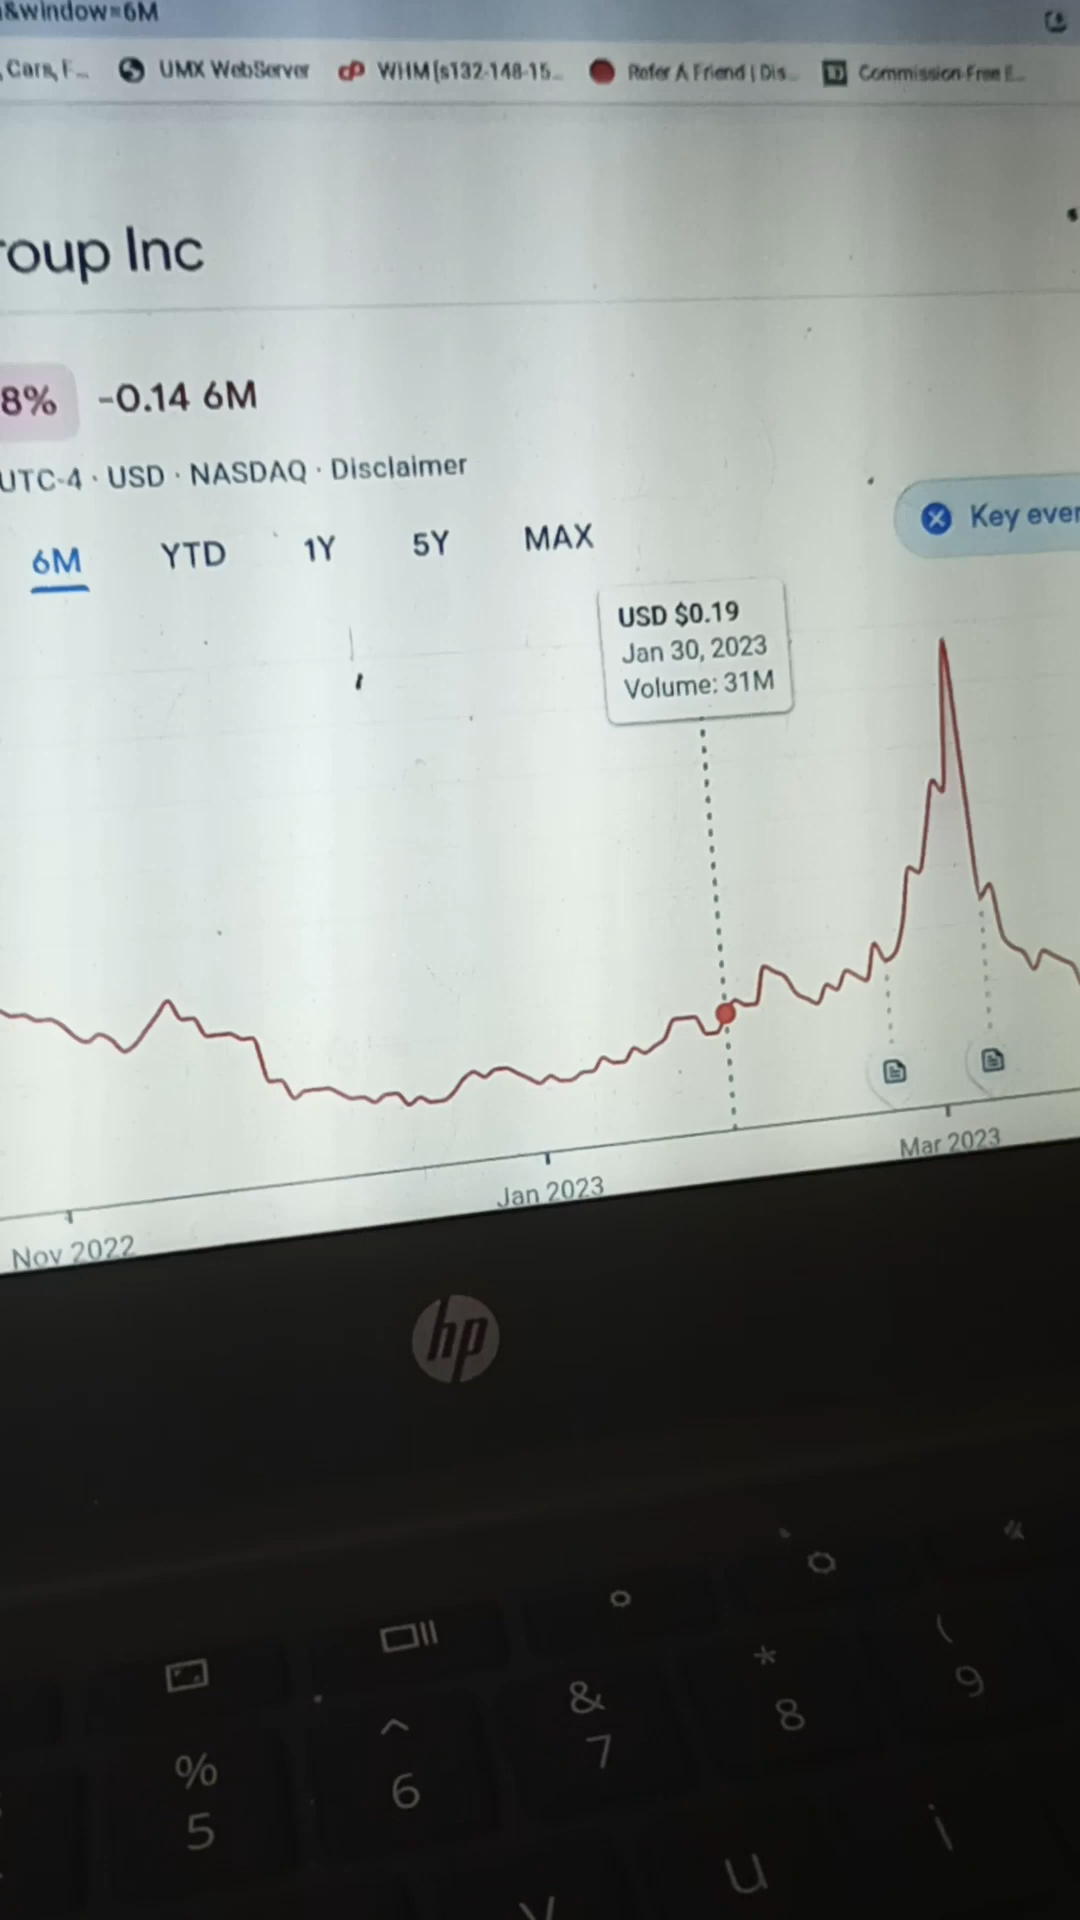 &window=6M
Cars, F...
UMX WebServer
WHM [s132-148-15...
Refer A Friend | Dis...
Commission-Free E...
roup Inc
8%
-0.14 6M
UTC-4 · USD · NASDAQ · Disclaimer
6M
YTD
1Y
5Y
MAX
Key ever
USD $0.19
Jan 30, 2023
Volume: 31M
Nov 2022
Jan 2023
Mar 2023
hp
% ^ & * (
5 6 7 8 9
y u i